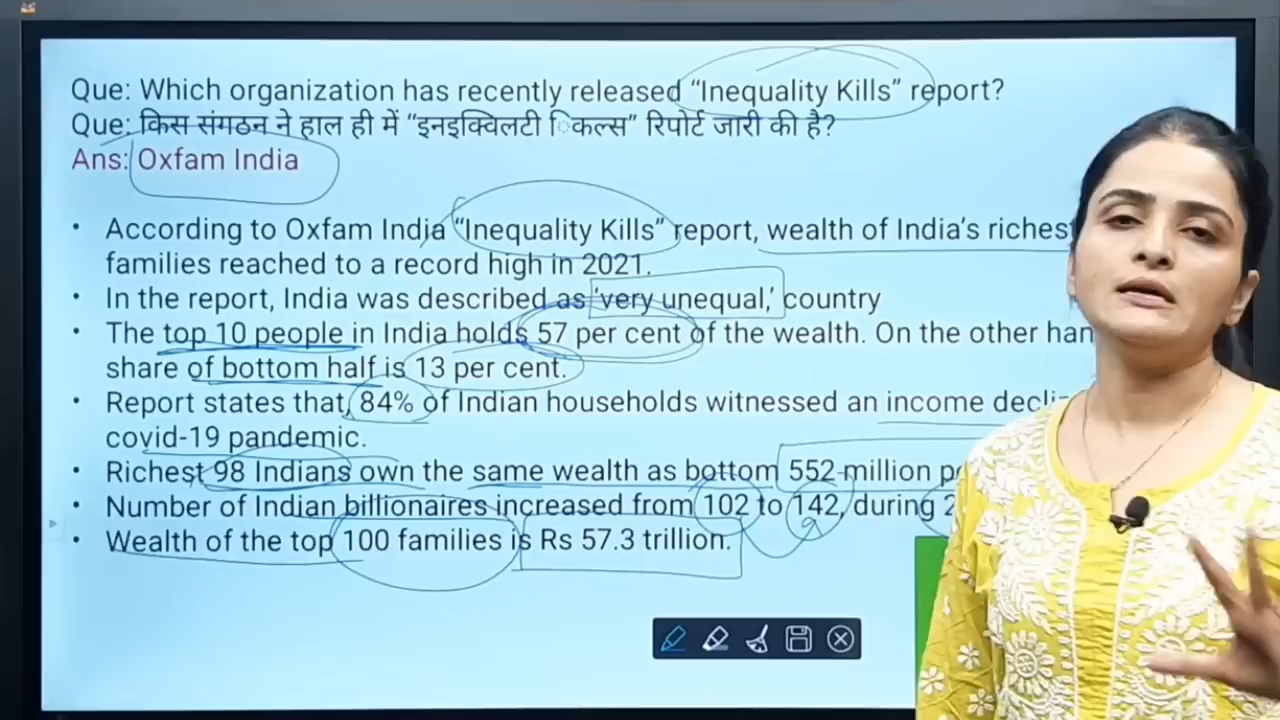 Que: Which organization has recently released “Inequality Kills” report?
Que: किस संगठन ने हाल ही में “इनइक्विलटी िकल्स” रिपोर्ट जारी की है?
Ans: Oxfam India
• According to Oxfam India “Inequality Kills” report, wealth of India’s riches
families reached to a record high in 2021.
• In the report, India was described as ‘very unequal,’ country
• The top 10 people in India holds 57 per cent of the wealth. On the other han
share of bottom half is 13 per cent.
• Report states that, 84% of Indian households witnessed an income decli
covid-19 pandemic.
• Richest 98 Indians own the same wealth as bottom 552 million p
• Number of Indian billionaires increased from 102 to 142, during 2
• Wealth of the top 100 families is Rs 57.3 trillion.